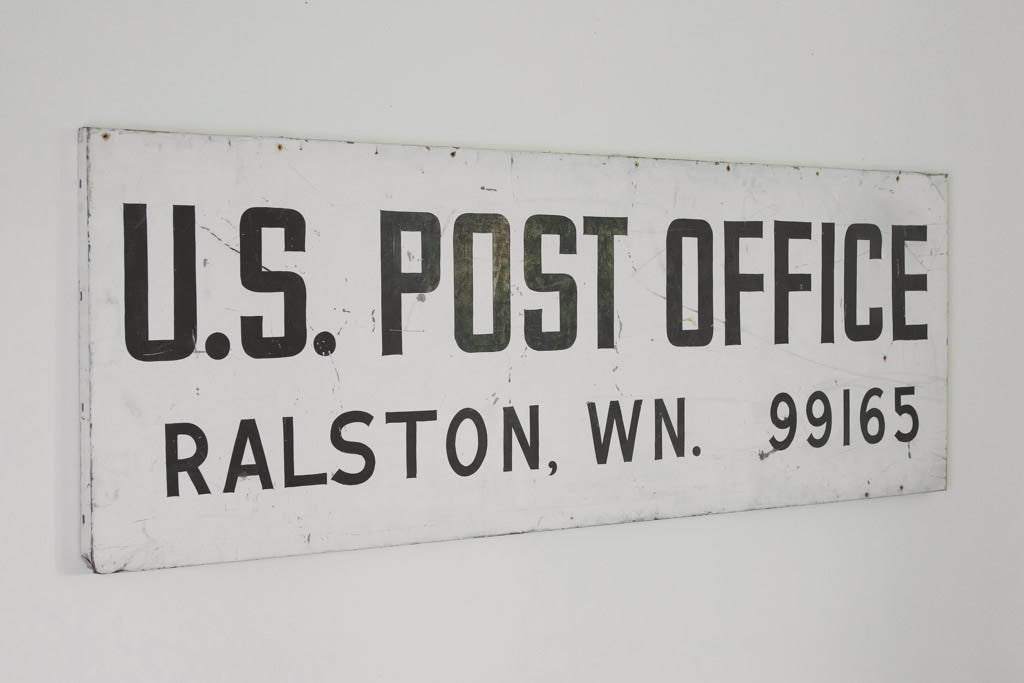 U.S. POST OFFICE
RALSTON, WN. 99165